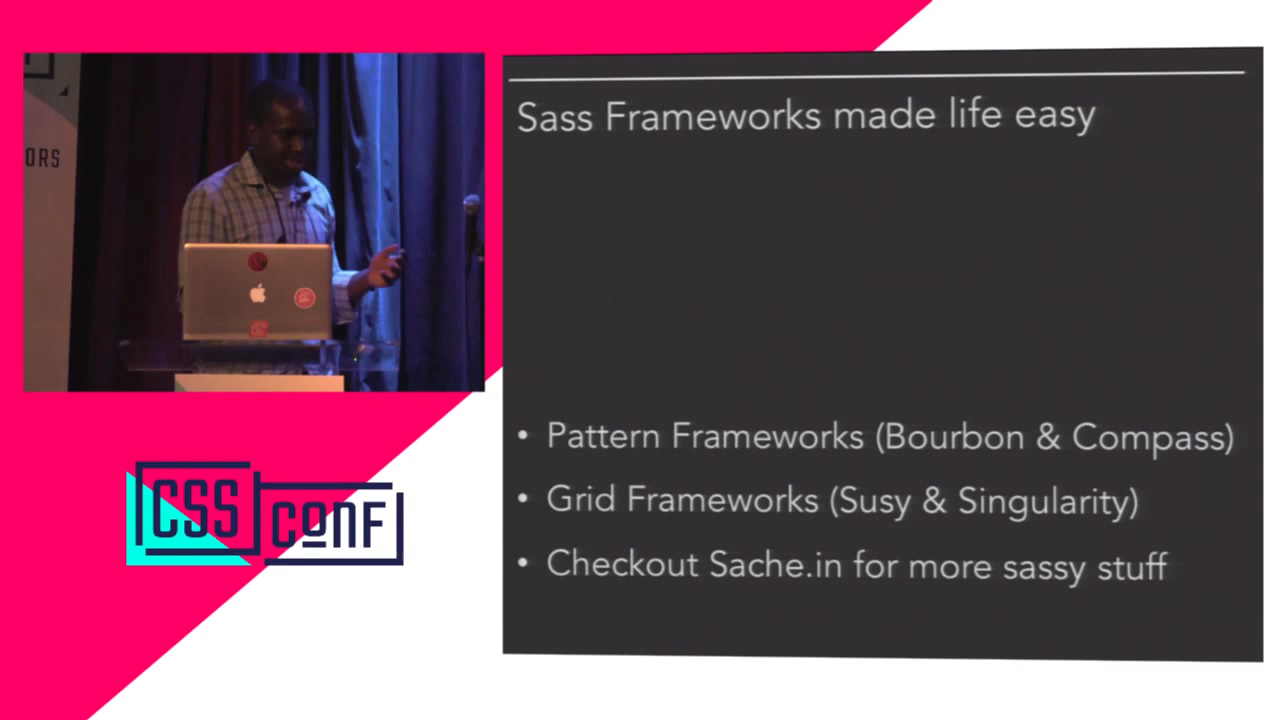 ORS
Sass Frameworks made life easy
• Pattern Frameworks (Bourbon & Compass)
• Grid Frameworks (Susy & Singularity)
• Checkout Sache.in for more sassy stuff
CSS
CONF